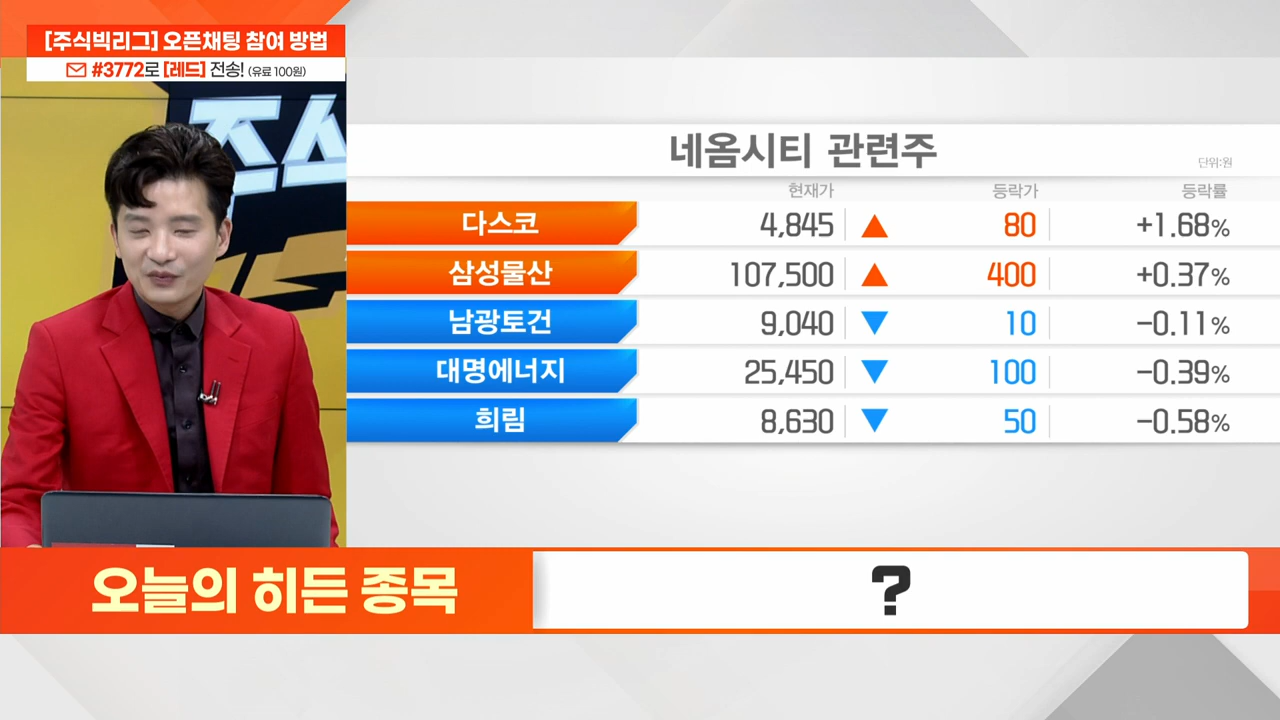 [주식빅리그] 오픈채팅 참여 방법
#3772로 [레드] 전송! (유료 100원)
주식
네옴시티 관련주
단위:원
현재가 등락가 등락률
다스코 4,845 ▲ 80 +1.68%
삼성물산 107,500 ▲ 400 +0.37%
남광토건 9,040 ▼ 10 -0.11%
대명에너지 25,450 ▼ 100 -0.39%
희림 8,630 ▼ 50 -0.58%
오늘의 히든 종목 ?